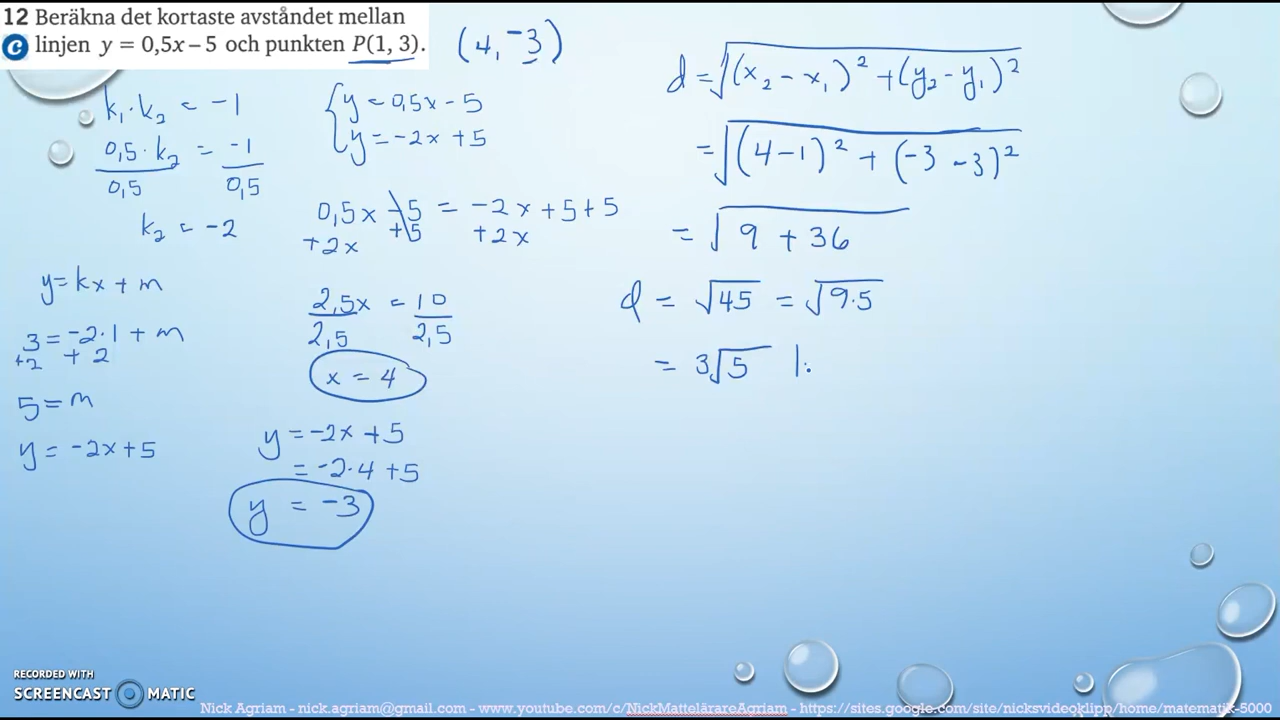 12 Beräkna det kortaste avståndet mellan
C linjen y = 0,5x – 5 och punkten P(1, 3).
(4, -3)
k₁·k₂ = -1
0,5·k₂ = -1
0,5 0,5
k₂ = -2
y = kx + m
3 = -2·1 + m
+2 +2
5 = m
y = -2x+5
{y = 0,5x - 5
y = -2x + 5
0,5x -5 = -2x +5+5
+2x +5 +2x
2,5x = 10
2,5 2,5
x = 4
y = -2x +5
= -2·4 +5
y = -3
d = √(x₂ - x₁)² + (y₂ - y₁)²
= √(4-1)² + (-3 -3)²
= √9 + 36
d = √45 = √9·5
= 3√5 l.
RECORDED WITH
SCREENCAST MATIC
Nick Agriam - nick.agriam@gmail.com - youtube.com/c/NickMattelärareAgriam - https://sites.google.com/site/nicksvideoklipp/home/matematik-5000